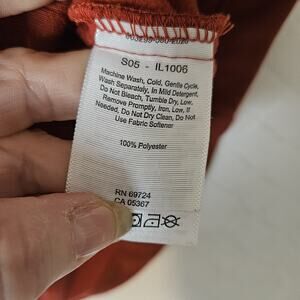 S05 - IL1006
Machine Wash, Cold, Gentle Cycle,
Wash Separately, In Mild Detergent,
Do Not Bleach, Tumble Dry, Low,
Remove Promptly, Iron, Low, If
Needed, Do Not Dry Clean, Do Not
Use Fabric Softener
100% Polyester
RN 69724
CA 05367